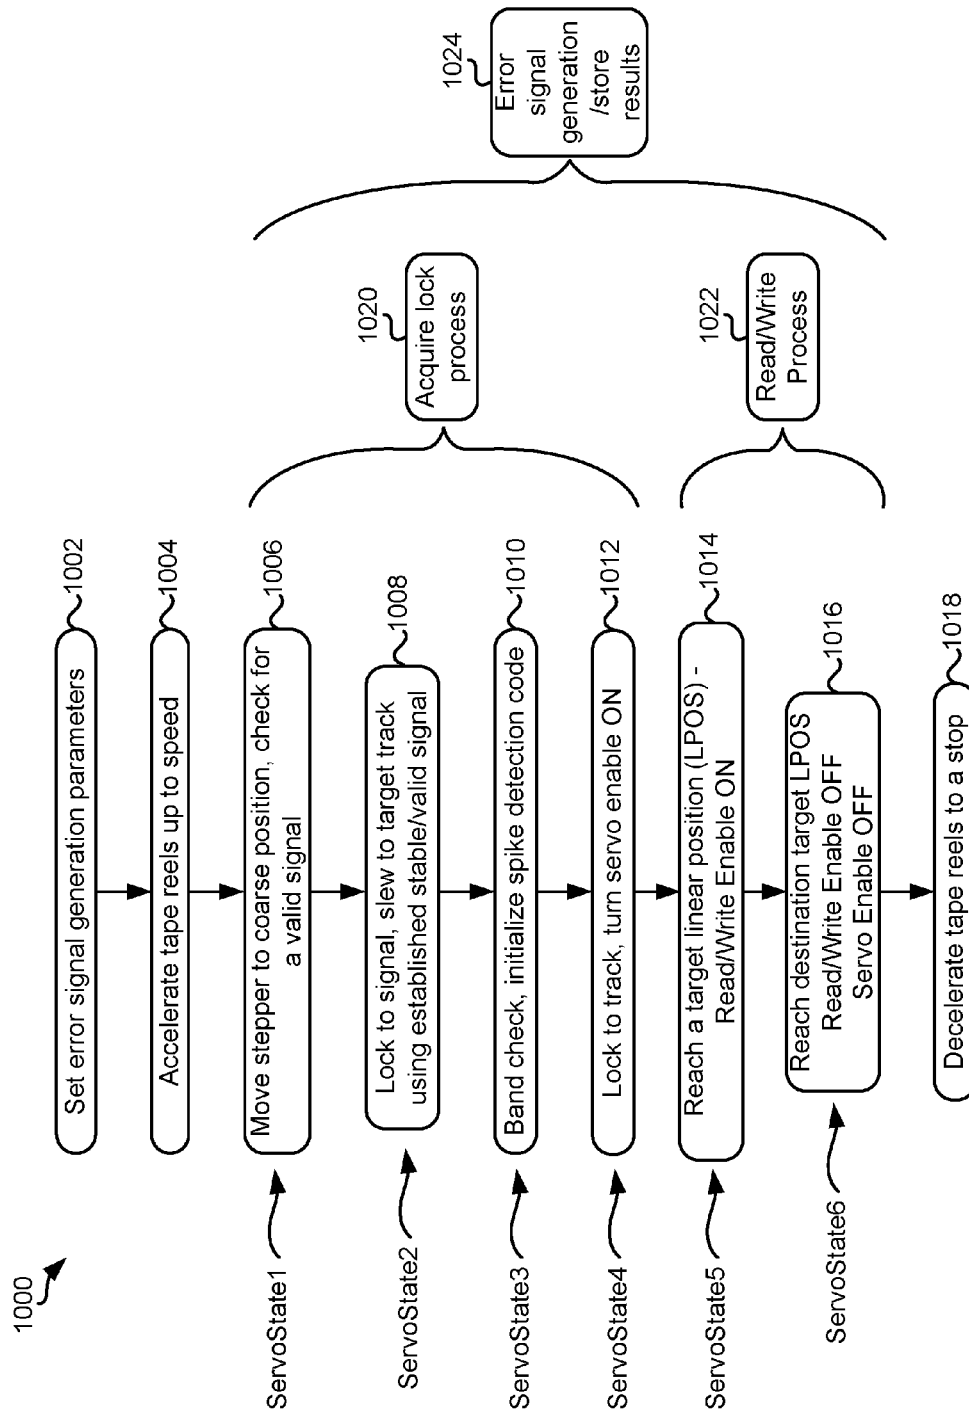 1000
Set error signal generation parameters
1002
Accelerate tape reels up to speed
1004
ServoState1
Move stepper to coarse position, check for
a valid signal
1006
ServoState2
Lock to signal, slew to target track
using established stable/valid signal
1008
ServoState3
Band check, initialize spike detection code
1010
ServoState4
Lock to track, turn servo enable ON
1012
ServoState5
Reach a target linear position (LPOS) -
Read/Write Enable ON
1014
ServoState6
Reach destination target LPOS
Read/Write Enable OFF
Servo Enable OFF
1016
Decelerate tape reels to a stop
1018
1020
Acquire lock
process
1022
Read/Write
Process
1024
Error
signal
generation
/store
results